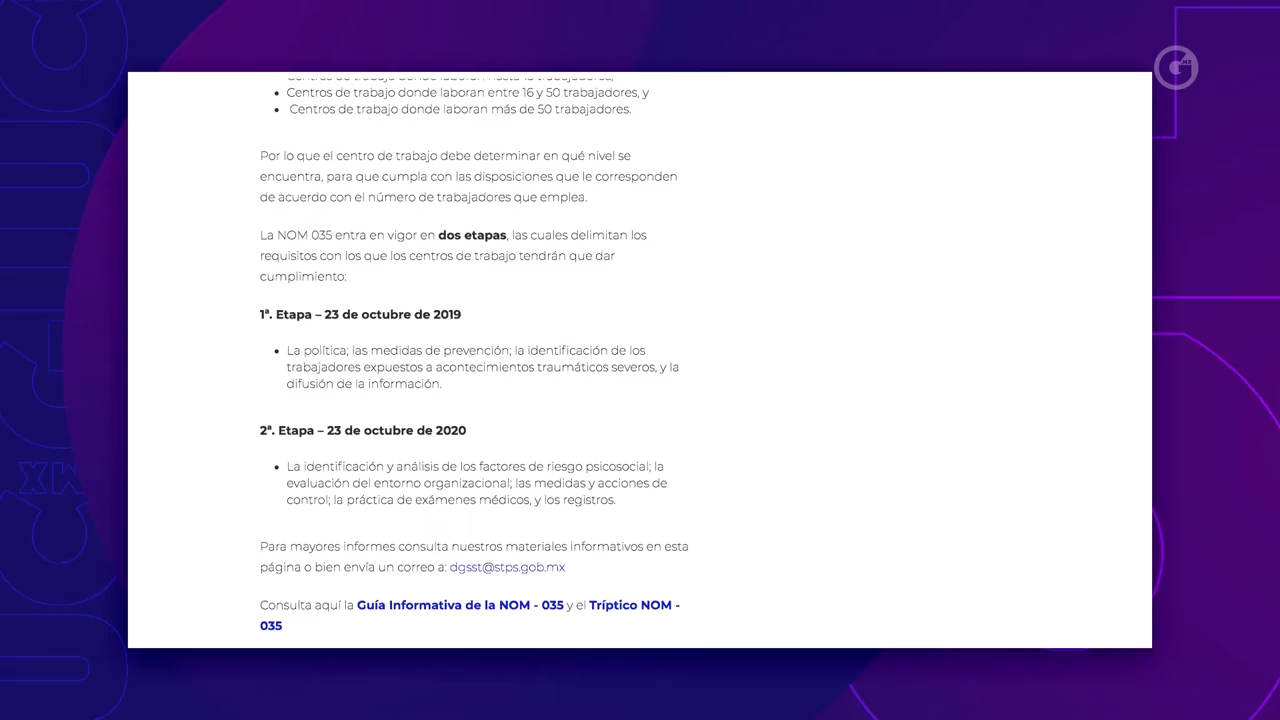 Centros de trabajo donde laboran hasta 15 trabajadores;
• Centros de trabajo donde laboran entre 16 y 50 trabajadores, y
• Centros de trabajo donde laboran más de 50 trabajadores.
Por lo que el centro de trabajo debe determinar en qué nivel se
encuentra, para que cumpla con las disposiciones que le corresponden
de acuerdo con el número de trabajadores que emplea.
La NOM 035 entra en vigor en dos etapas, las cuales delimitan los
requisitos con los que los centros de trabajo tendrán que dar
cumplimiento:
1ª. Etapa – 23 de octubre de 2019
• La política; las medidas de prevención; la identificación de los
trabajadores expuestos a acontecimientos traumáticos severos, y la
difusión de la información.
2ª. Etapa – 23 de octubre de 2020
• La identificación y análisis de los factores de riesgo psicosocial; la
evaluación del entorno organizacional; las medidas y acciones de
control; la práctica de exámenes médicos, y los registros.
Para mayores informes consulta nuestros materiales informativos en esta
página o bien envía un correo a: dgsst@stps.gob.mx
Consulta aquí la Guía Informativa de la NOM - 035 y el Tríptico NOM -
035